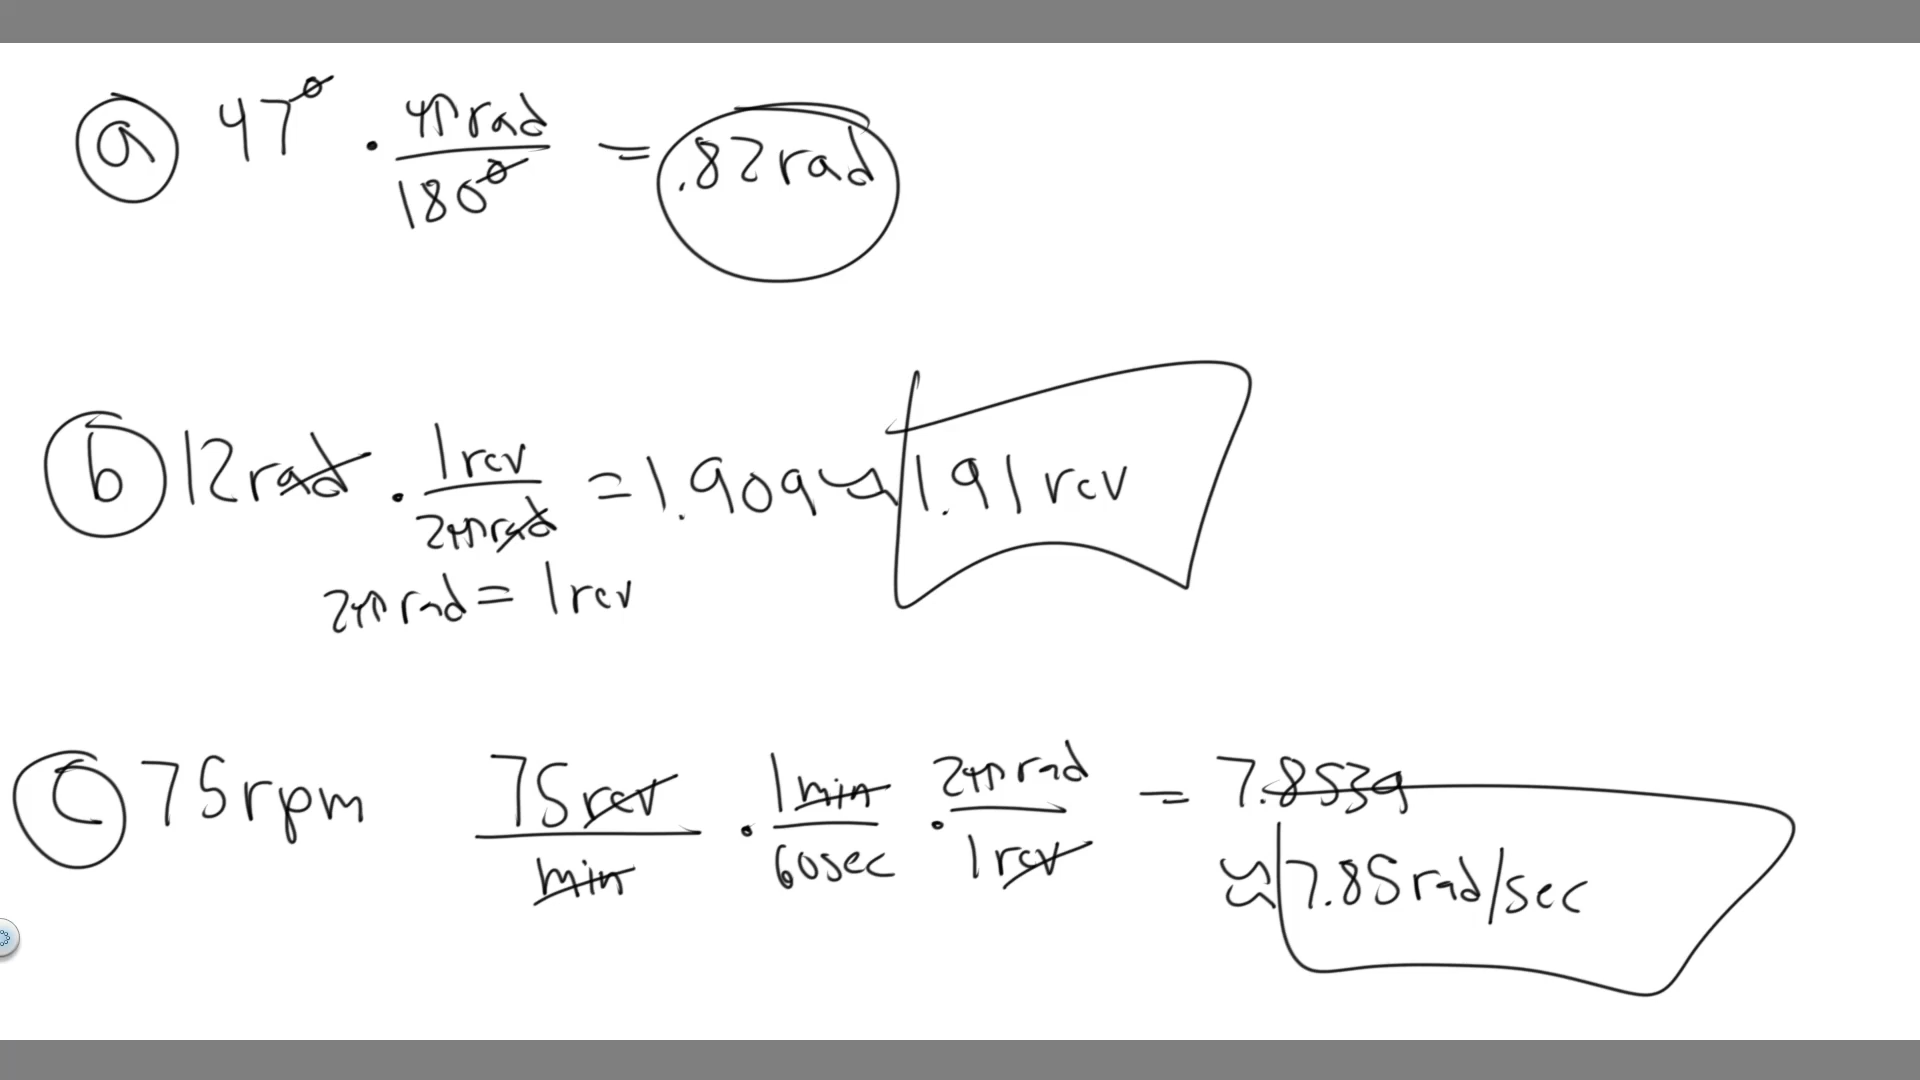 a 47° · π rad / 180° = .82 rad
b 12 rad · 1 rev / 2π rad = 1.909 ≈ 1.91 rev
2π rad = 1 rev
c 75 rpm 75 rev / min · 1 min / 60 sec · 2π rad / 1 rev = 7.8539
≈ 7.85 rad/sec